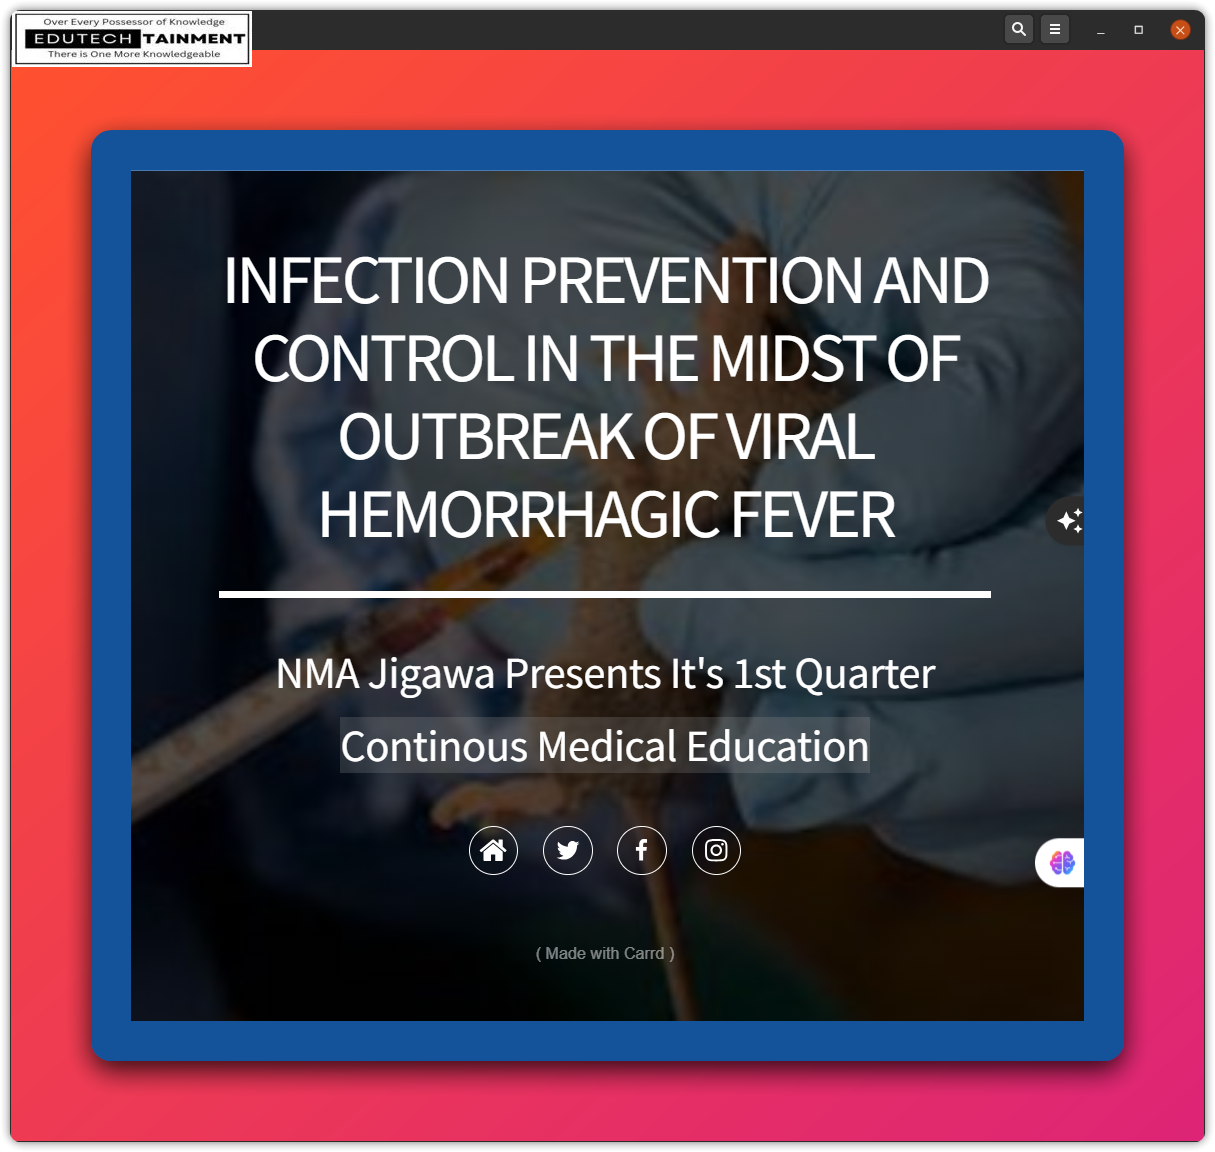 Over Every Possessor of Knowledge
EDUTECH TAINMENT
There is One More Knowledgeable
INFECTION PREVENTION AND
CONTROL IN THE MIDST OF
OUTBREAK OF VIRAL
HEMORRHAGIC FEVER
NMA Jigawa Presents It's 1st Quarter
Continous Medical Education
( Made with Carrd )